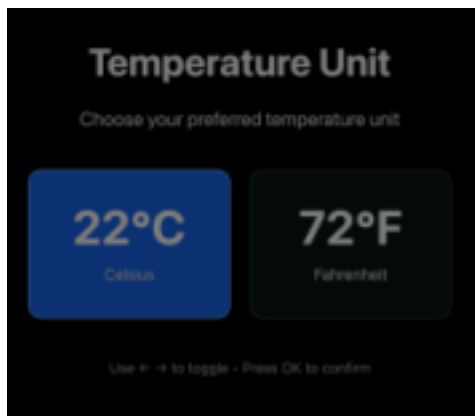 Temperature Unit
Choose your preferred temperature unit
22°C
Celsius
72°F
Fahrenheit
Use ← → to toggle • Press OK to confirm